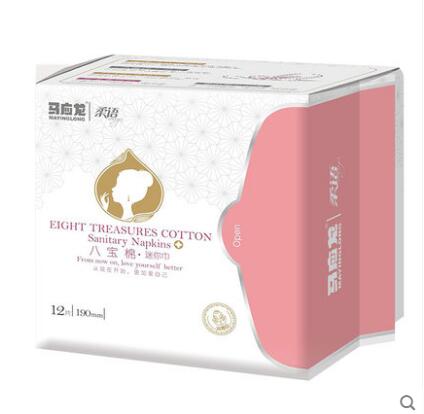 马应龙 柔语
MAYINGLONG
EIGHT TREASURES COTTON
Sanitary Napkins
八宝棉·迷你巾
From now on, love yourself better
从现在开始，更加爱自己
12片 190mm
Open
马应龙 柔语
MAYINGLONG